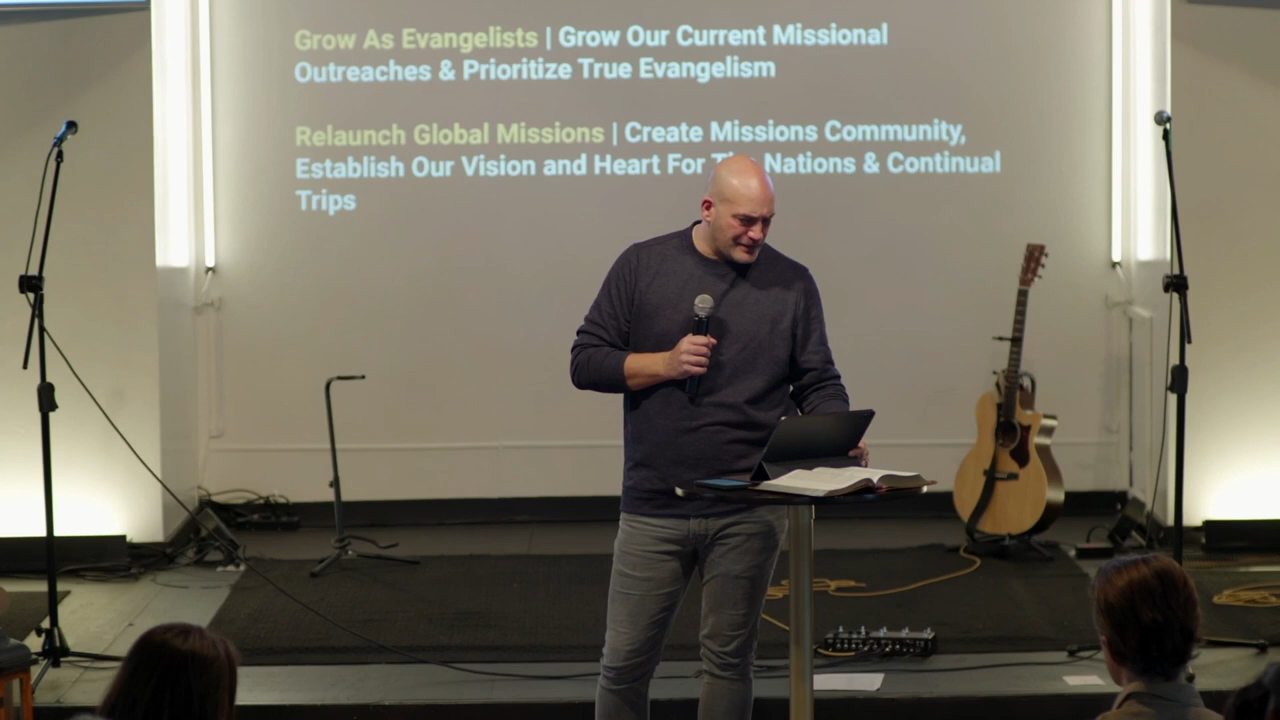 Grow As Evangelists | Grow Our Current Missional
Outreaches & Prioritize True Evangelism
Relaunch Global Missions | Create Missions Community,
Establish Our Vision and Heart For The Nations & Continual
Trips